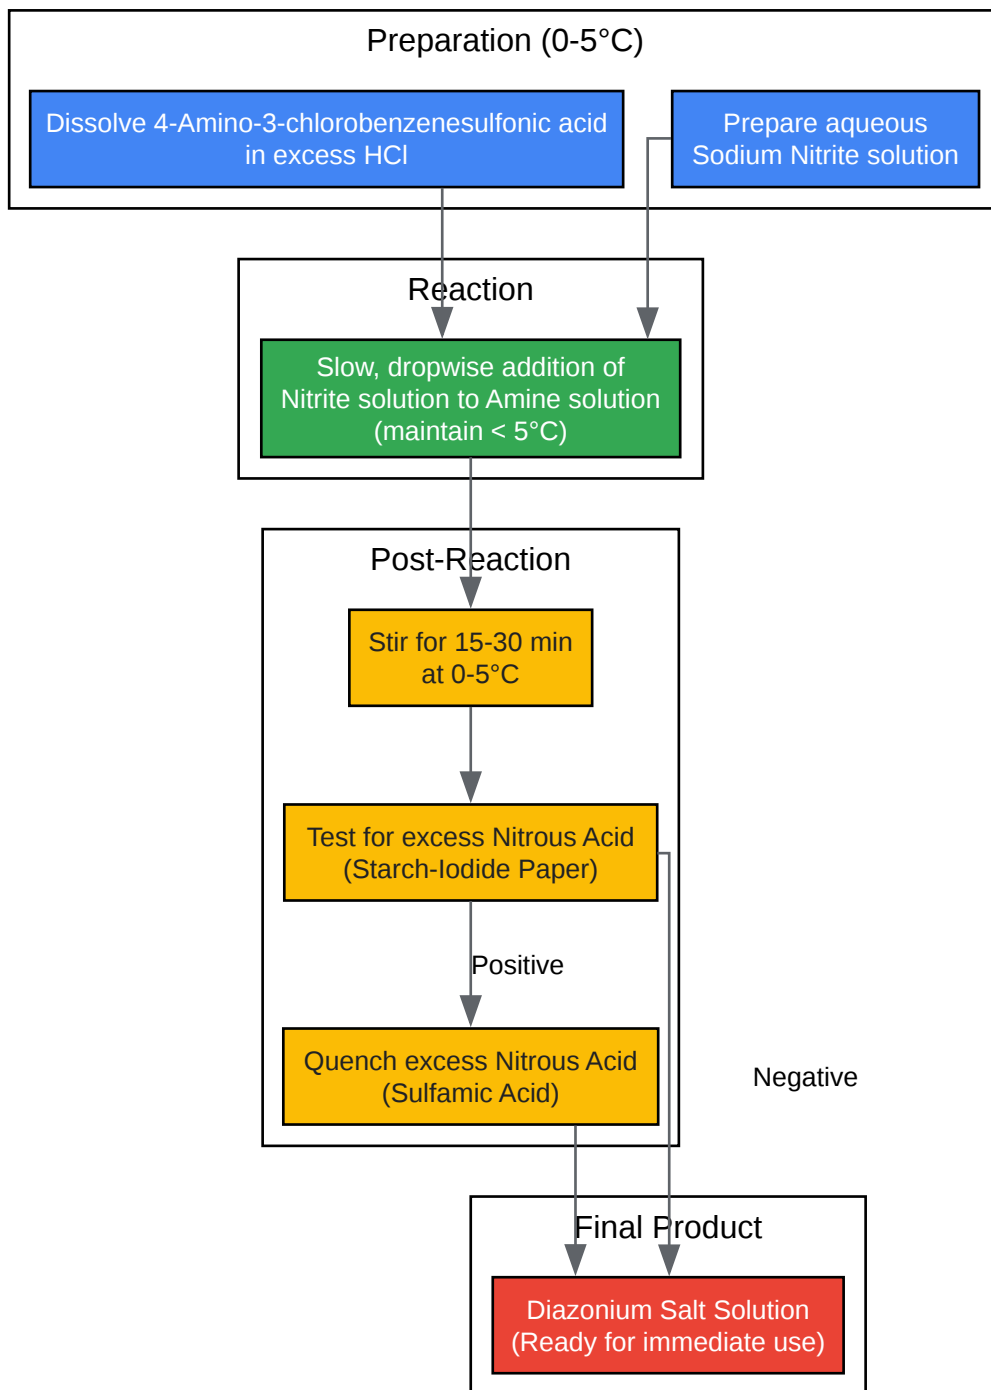 Preparation (0-5°C)
Dissolve 4-Amino-3-chlorobenzenesulfonic acid
in excess HCl
Prepare aqueous
Sodium Nitrite solution
Reaction
Slow, dropwise addition of
Nitrite solution to Amine solution
(maintain < 5°C)
Post-Reaction
Stir for 15-30 min
at 0-5°C
Test for excess Nitrous Acid
(Starch-Iodide Paper)
Positive
Quench excess Nitrous Acid
(Sulfamic Acid)
Negative
Final Product
Diazonium Salt Solution
(Ready for immediate use)